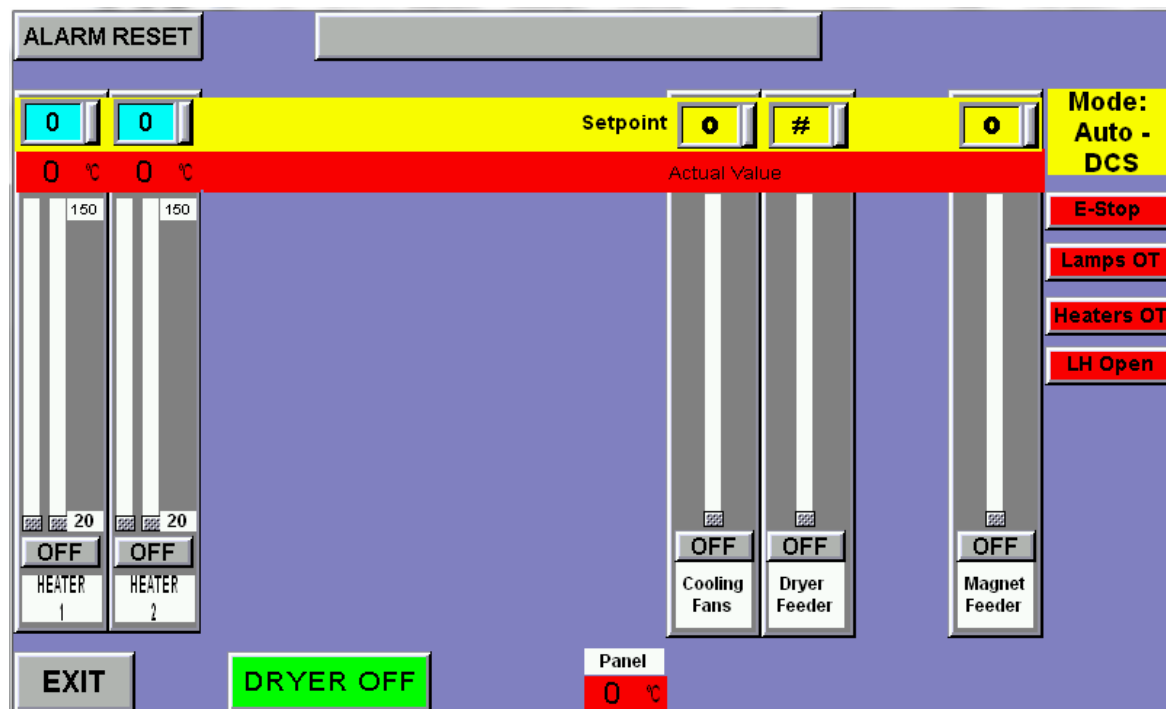 ALARM RESET
0 0 Setpoint 0 # 0
Mode:
Auto -
DCS
0 °C 0 °C Actual Value
150 150
E-Stop
Lamps OT
Heaters OT
LH Open
20 20
OFF OFF OFF OFF OFF
HEATER
1
HEATER
2
Cooling
Fans
Dryer
Feeder
Magnet
Feeder
EXIT
DRYER OFF
Panel
0 °C